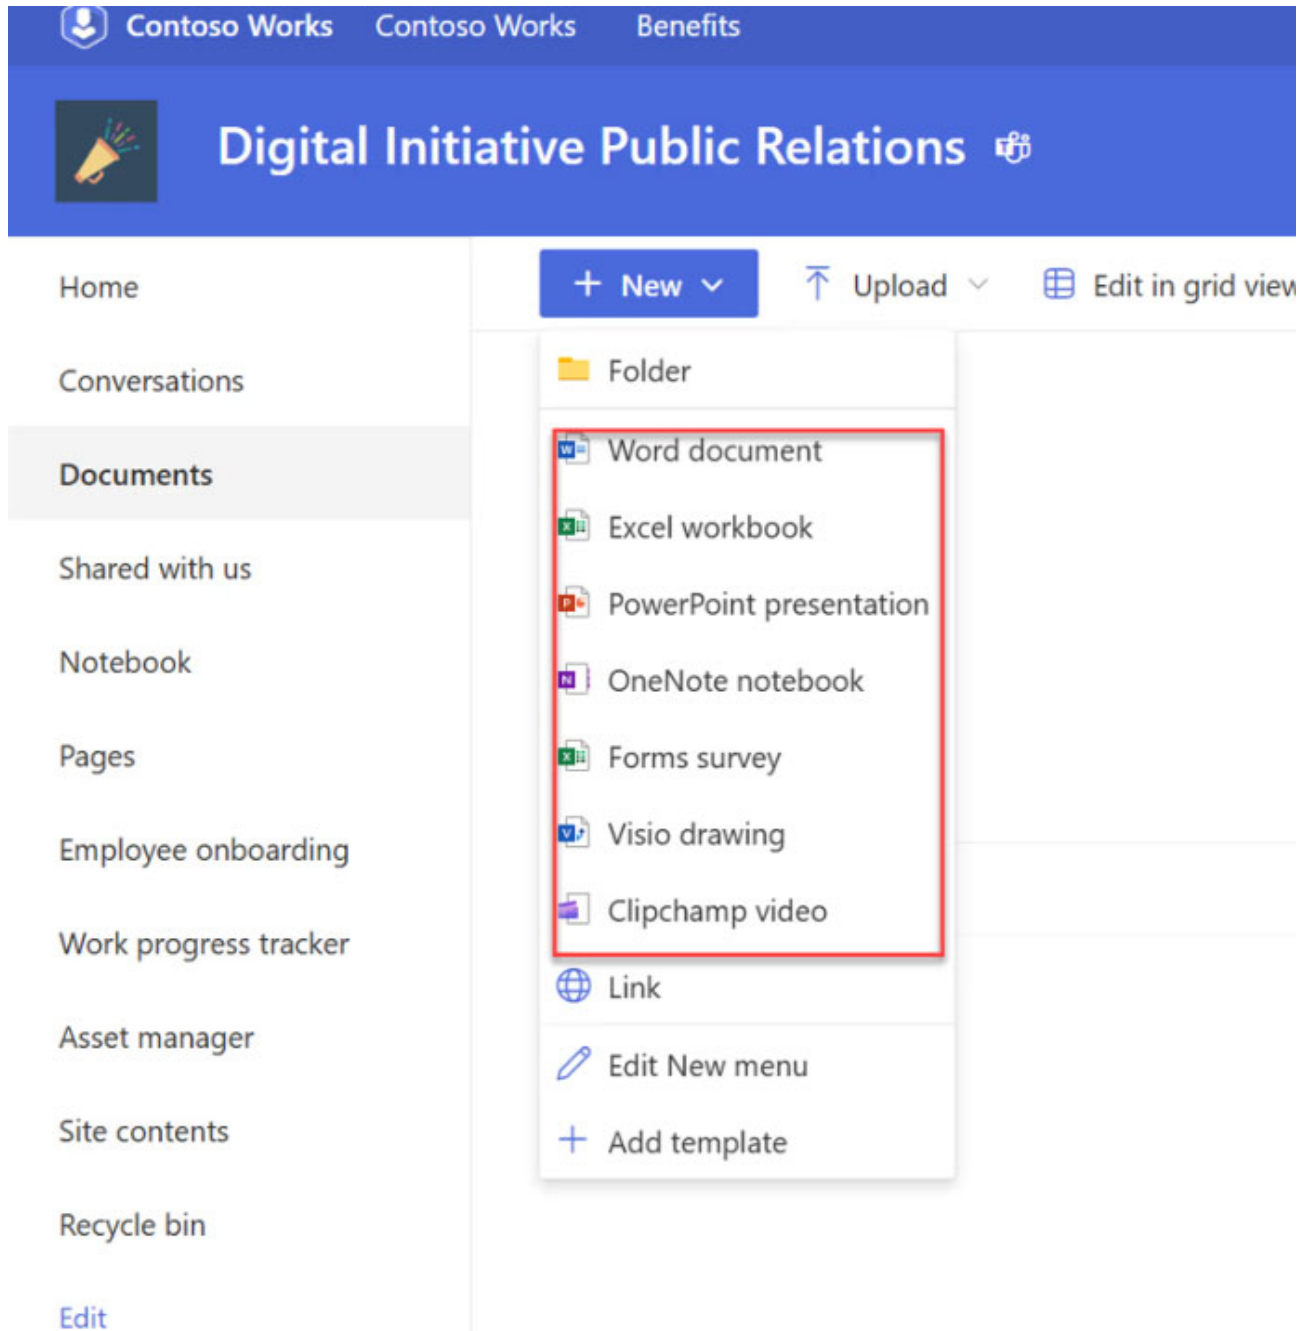 Contoso Works Contoso Works Benefits
Digital Initiative Public Relations
Home
Conversations
Documents
Shared with us
Notebook
Pages
Employee onboarding
Work progress tracker
Asset manager
Site contents
Recycle bin
Edit
+ New Upload Edit in grid view
Folder
Word document
Excel workbook
PowerPoint presentation
OneNote notebook
Forms survey
Visio drawing
Clipchamp video
Link
Edit New menu
+ Add template